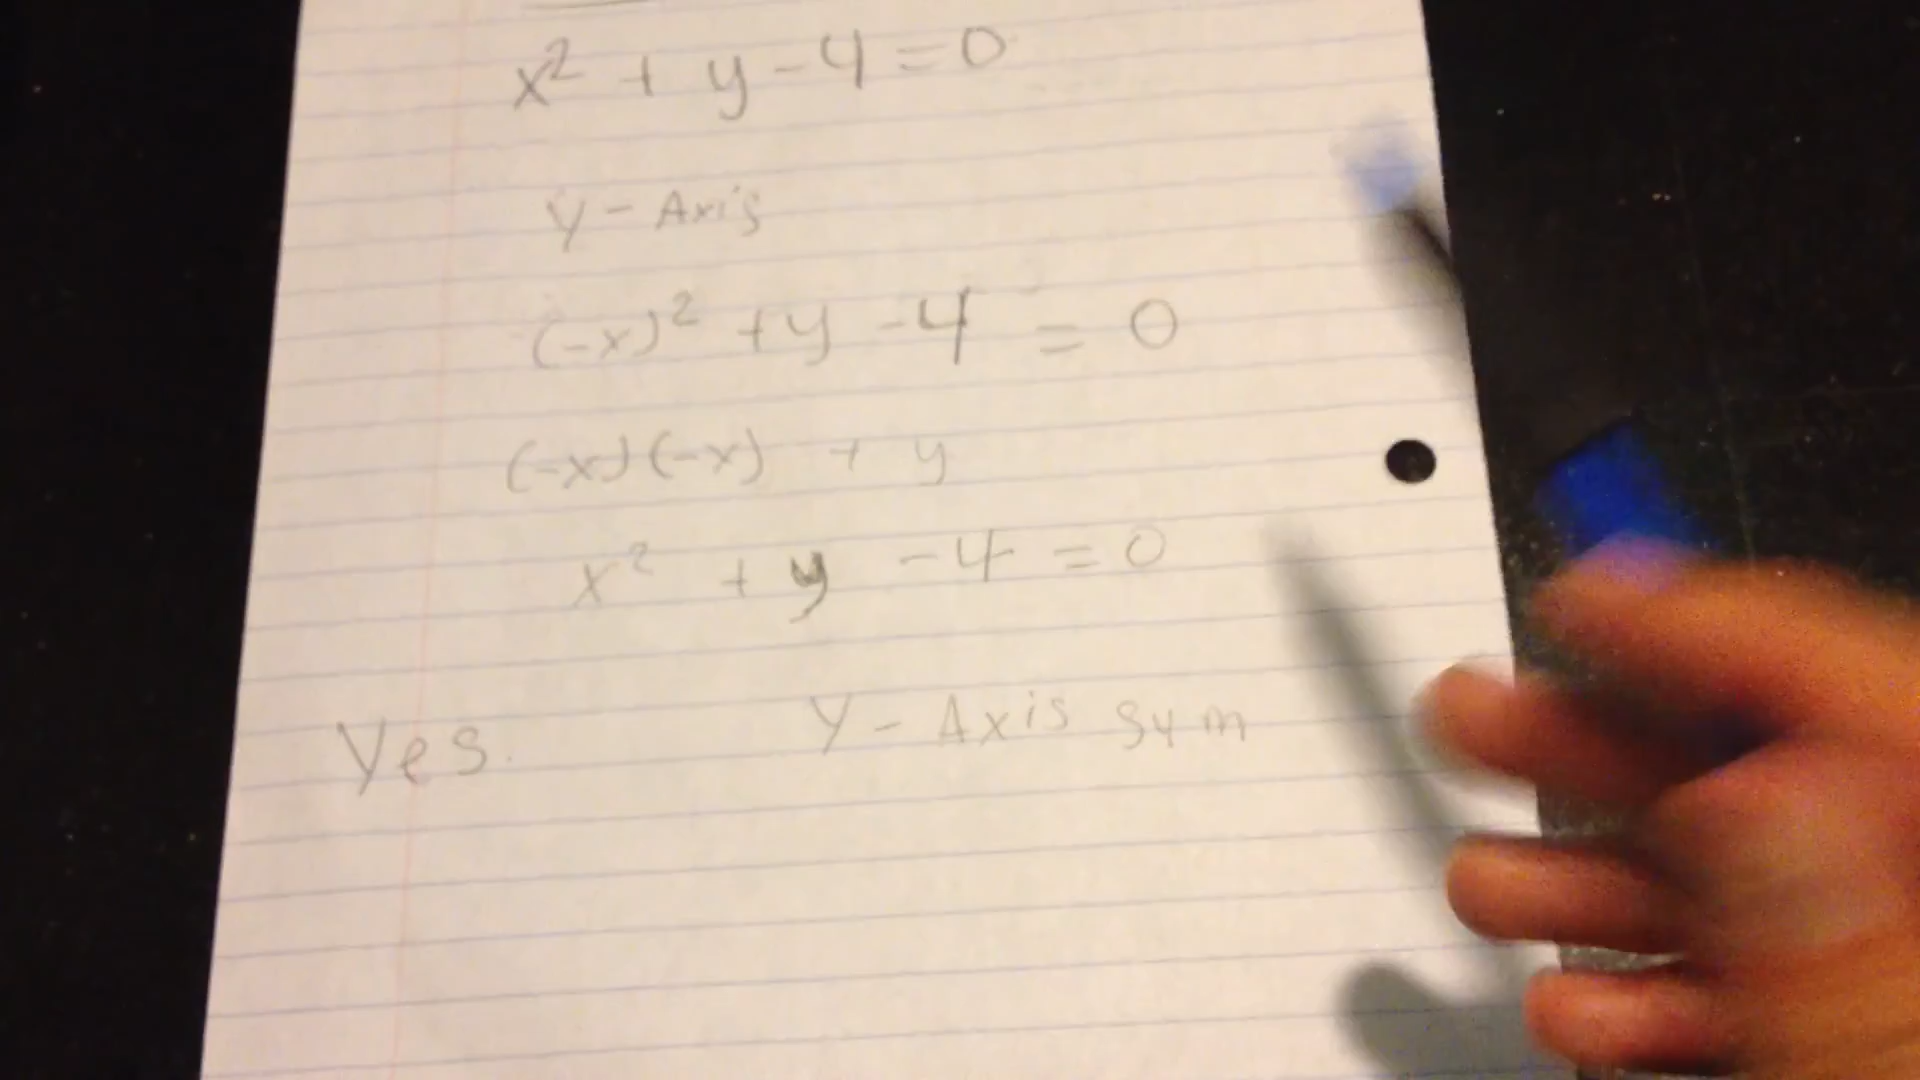 x² + y - 4 = 0
y - Axis
(-x)² + y - 4 = 0
(-x)(-x) + y
x² + y - 4 = 0
Yes. Y - Axis sym